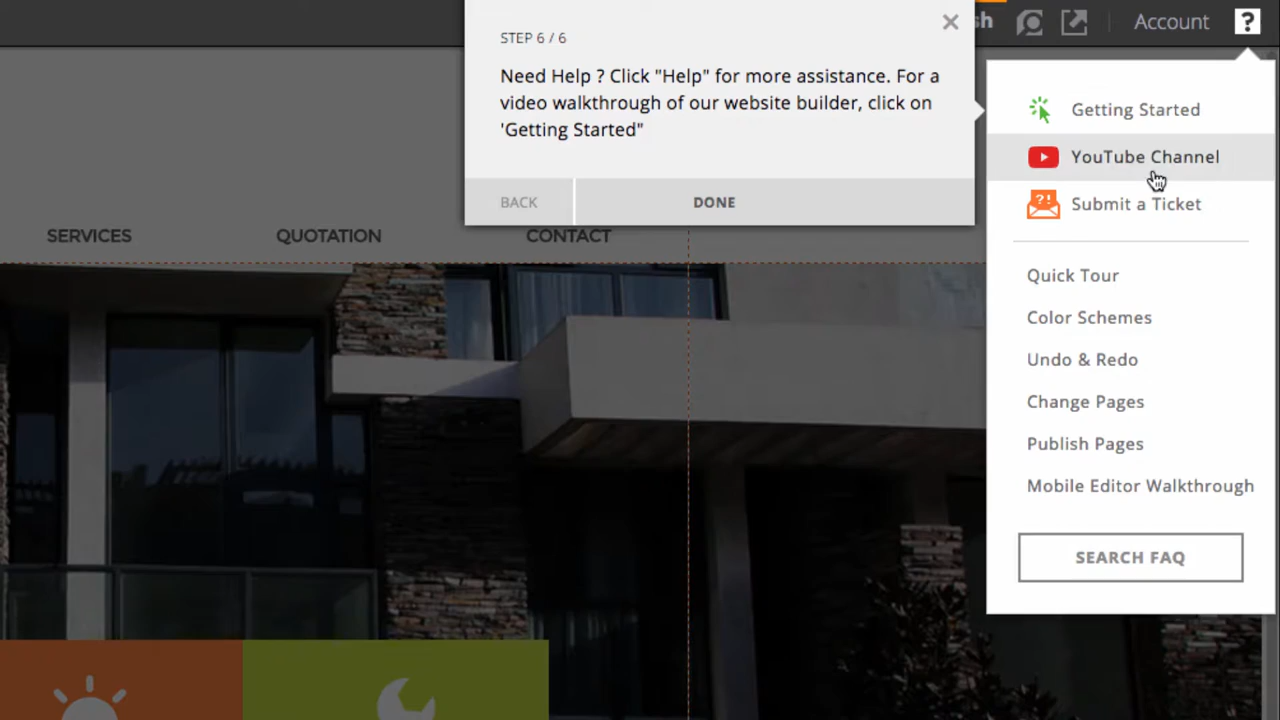 STEP 6 / 6
Need Help ? Click "Help" for more assistance. For a
video walkthrough of our website builder, click on
'Getting Started"
BACK
DONE
sh
Account
?
Getting Started
YouTube Channel
?!
Submit a Ticket
Quick Tour
Color Schemes
Undo & Redo
Change Pages
Publish Pages
Mobile Editor Walkthrough
SEARCH FAQ
SERVICES
QUOTATION
CONTACT